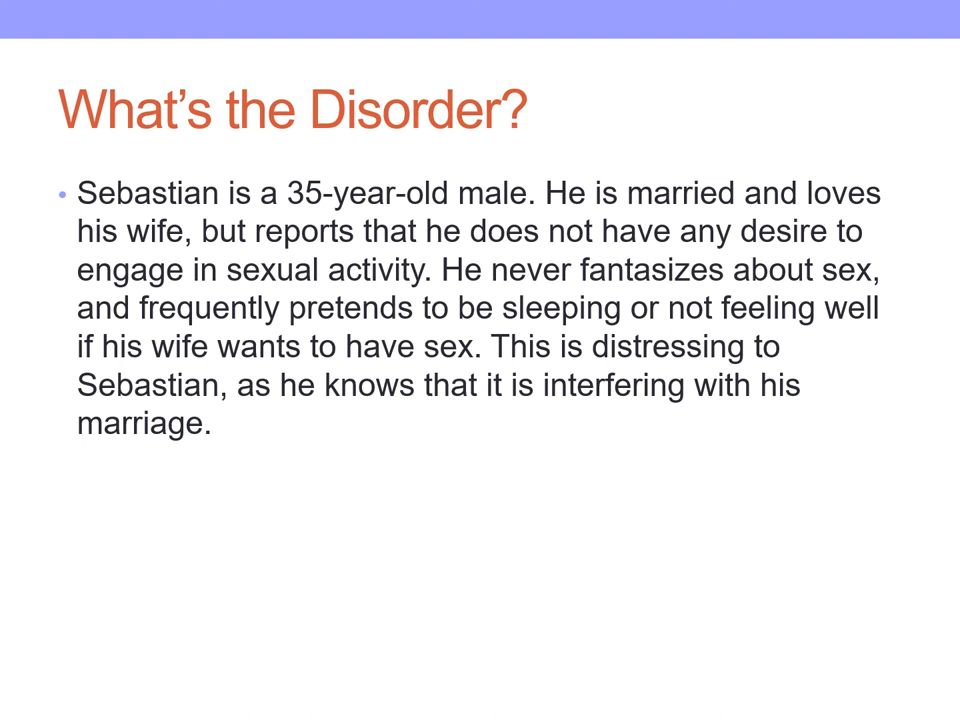 What’s the Disorder?
• Sebastian is a 35-year-old male. He is married and loves
his wife, but reports that he does not have any desire to
engage in sexual activity. He never fantasizes about sex,
and frequently pretends to be sleeping or not feeling well
if his wife wants to have sex. This is distressing to
Sebastian, as he knows that it is interfering with his
marriage.